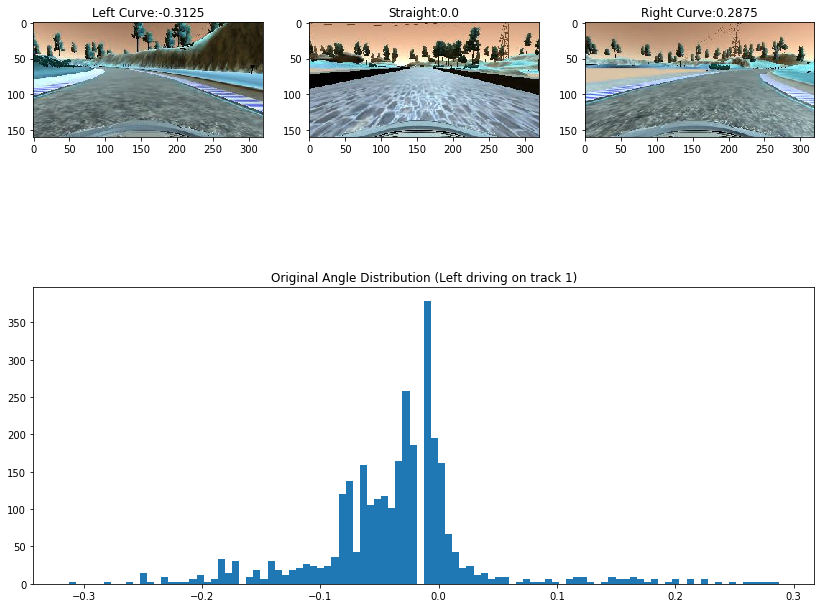 Left Curve:-0.3125
Straight:0.0
Right Curve:0.2875
0
50
100
150
0 50 100 150 200 250 300
0
50
100
150
0 50 100 150 200 250 300
0
50
100
150
0 50 100 150 200 250 300
Original Angle Distribution (Left driving on track 1)
350
300
250
200
150
100
50
0
−0.3 −0.2 −0.1 0.0 0.1 0.2 0.3